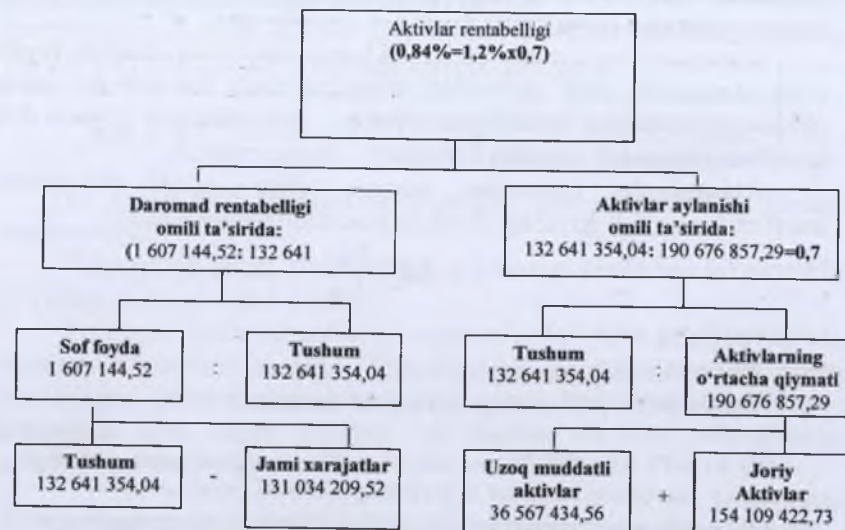 Aktivlar rentabelligi
(0,84%=1,2%x0,7)
Daromad rentabelligi
omili ta'sirida:
(1 607 144,52: 132 641
Aktivlar aylanishi
omili ta'sirida:
132 641 354,04: 190 676 857,29=0,7
Sof foyda
1 607 144,52
:
Tushum
132 641 354,04
Tushum
132 641 354,04
:
Aktivlarning
o‘rtacha qiymati
190 676 857,29
Tushum
132 641 354,04
-
Jami xarajatlar
131 034 209,52
Uzoq muddatli
aktivlar
36 567 434,56
+
Joriy
Aktivlar
154 109 422,73